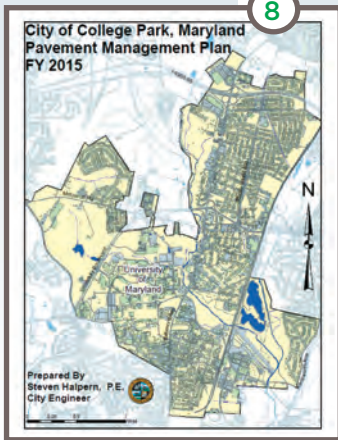 8
City of College Park, Maryland
Pavement Management Plan
FY 2015
N
University
of
Maryland
Prepared By
Steven Halpern, P.E.
City Engineer